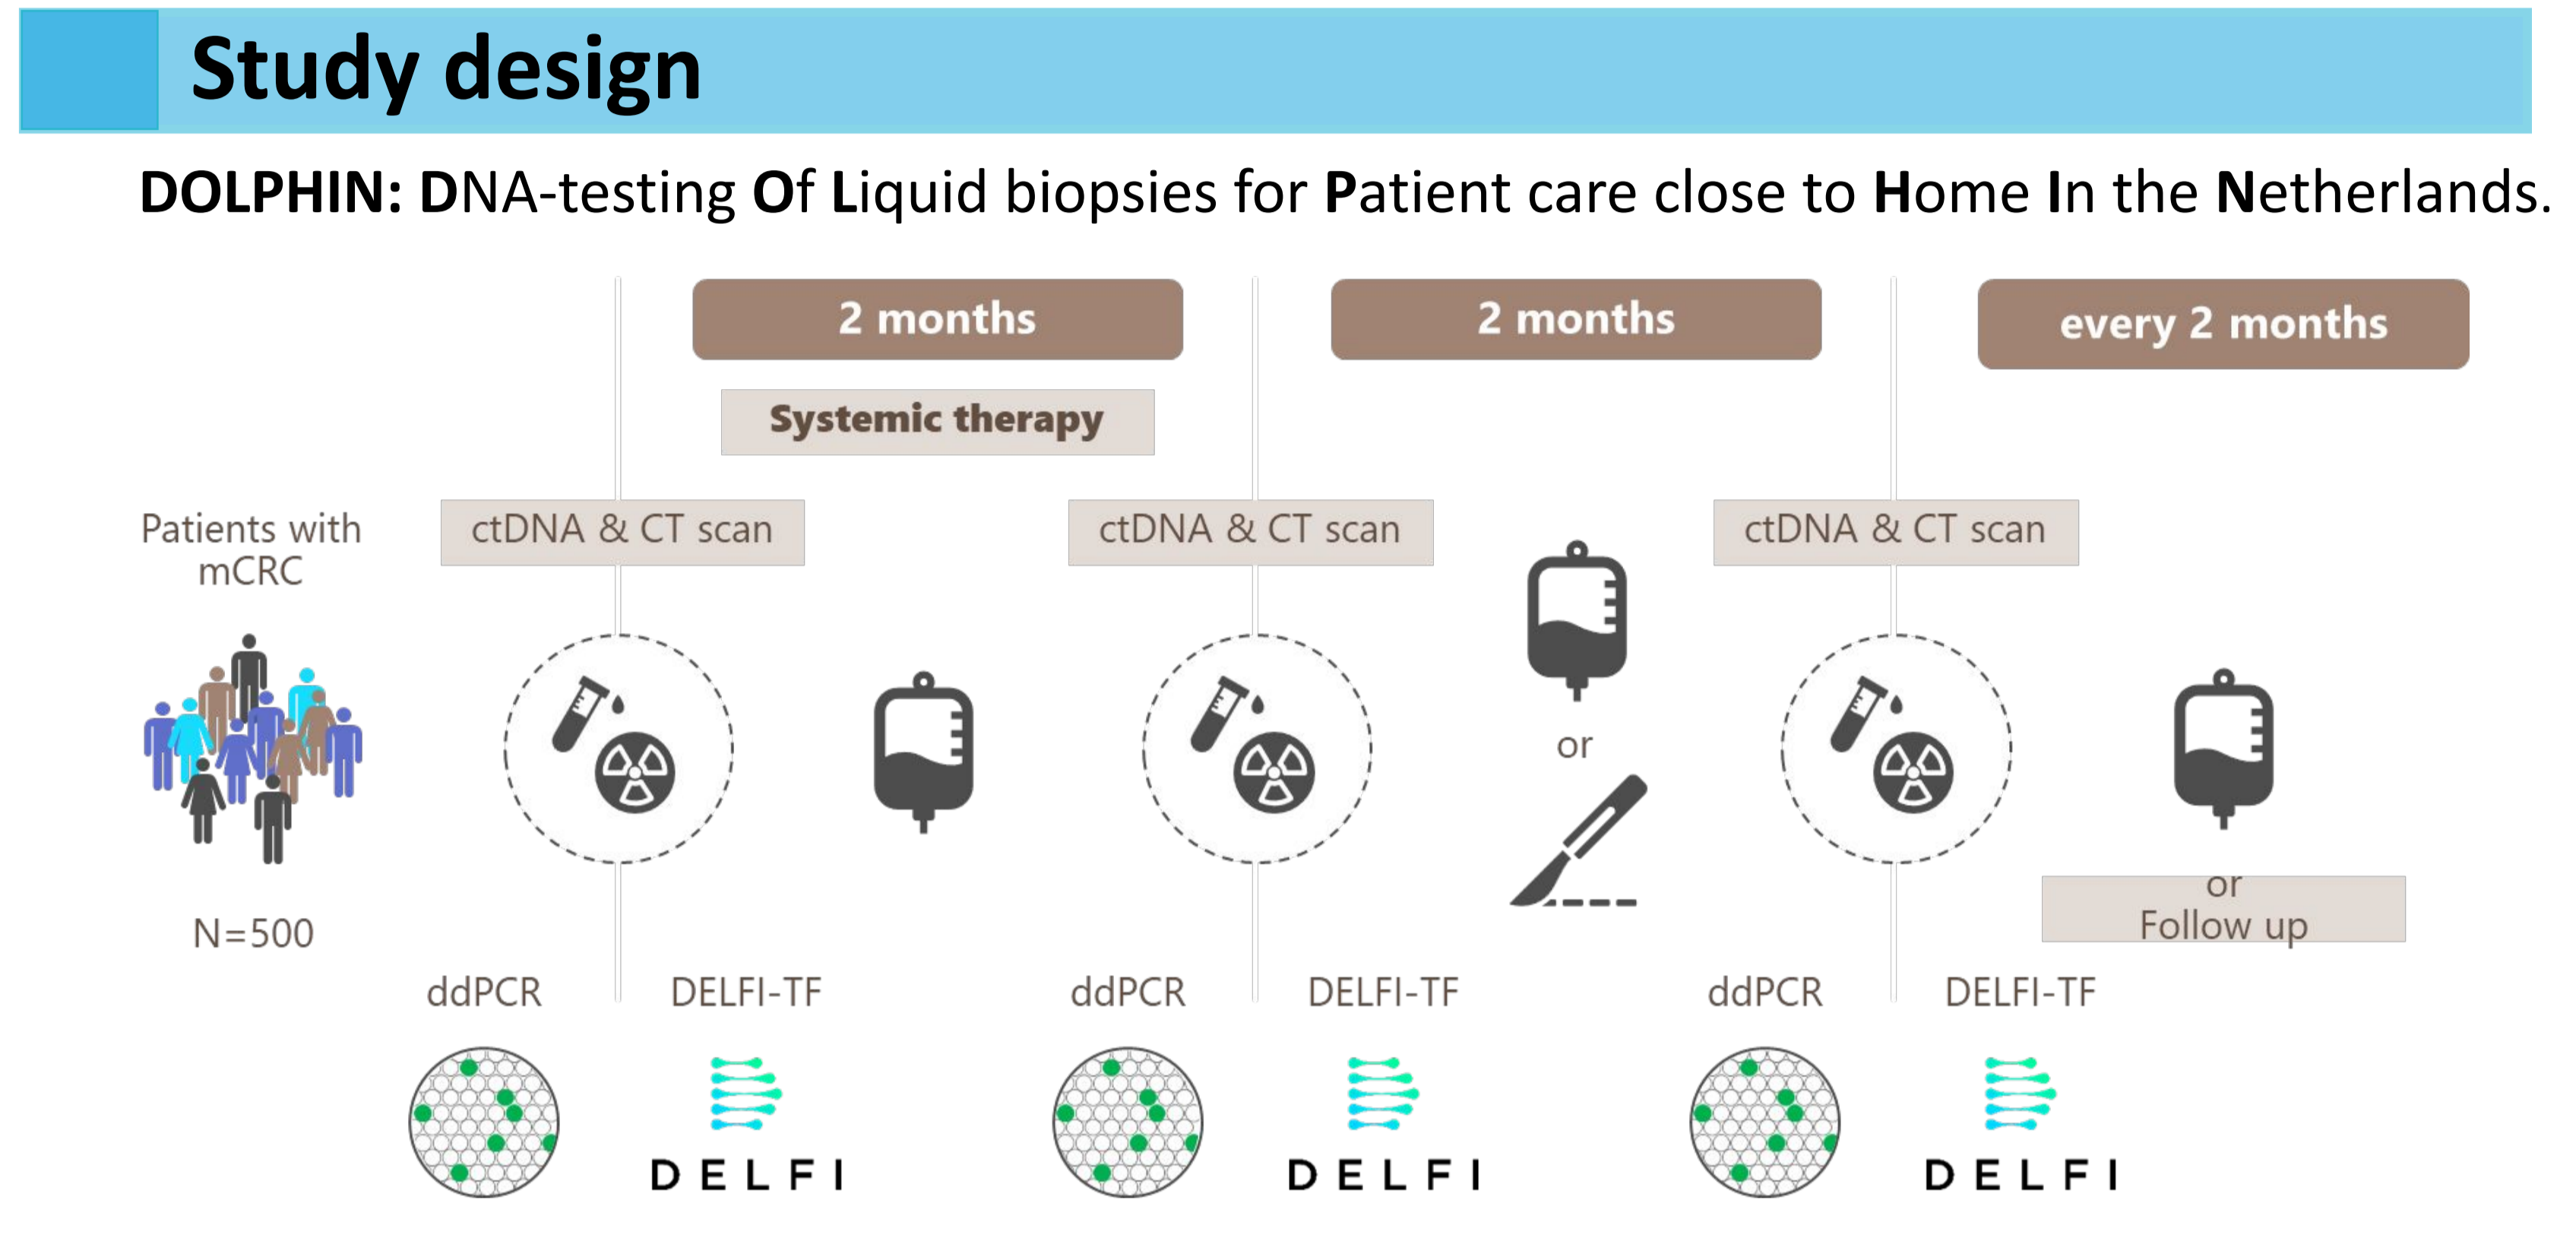 Study design
DOLPHIN: DNA-testing Of Liquid biopsies for Patient care close to Home In the Netherlands.
2 months
2 months
every 2 months
Systemic therapy
Patients with
mCRC
ctDNA & CT scan
ctDNA & CT scan
ctDNA & CT scan
or
or
Follow up
N=500
ddPCR
DELFI-TF
ddPCR
DELFI-TF
ddPCR
DELFI-TF
DELFI
DELFI
DELFI